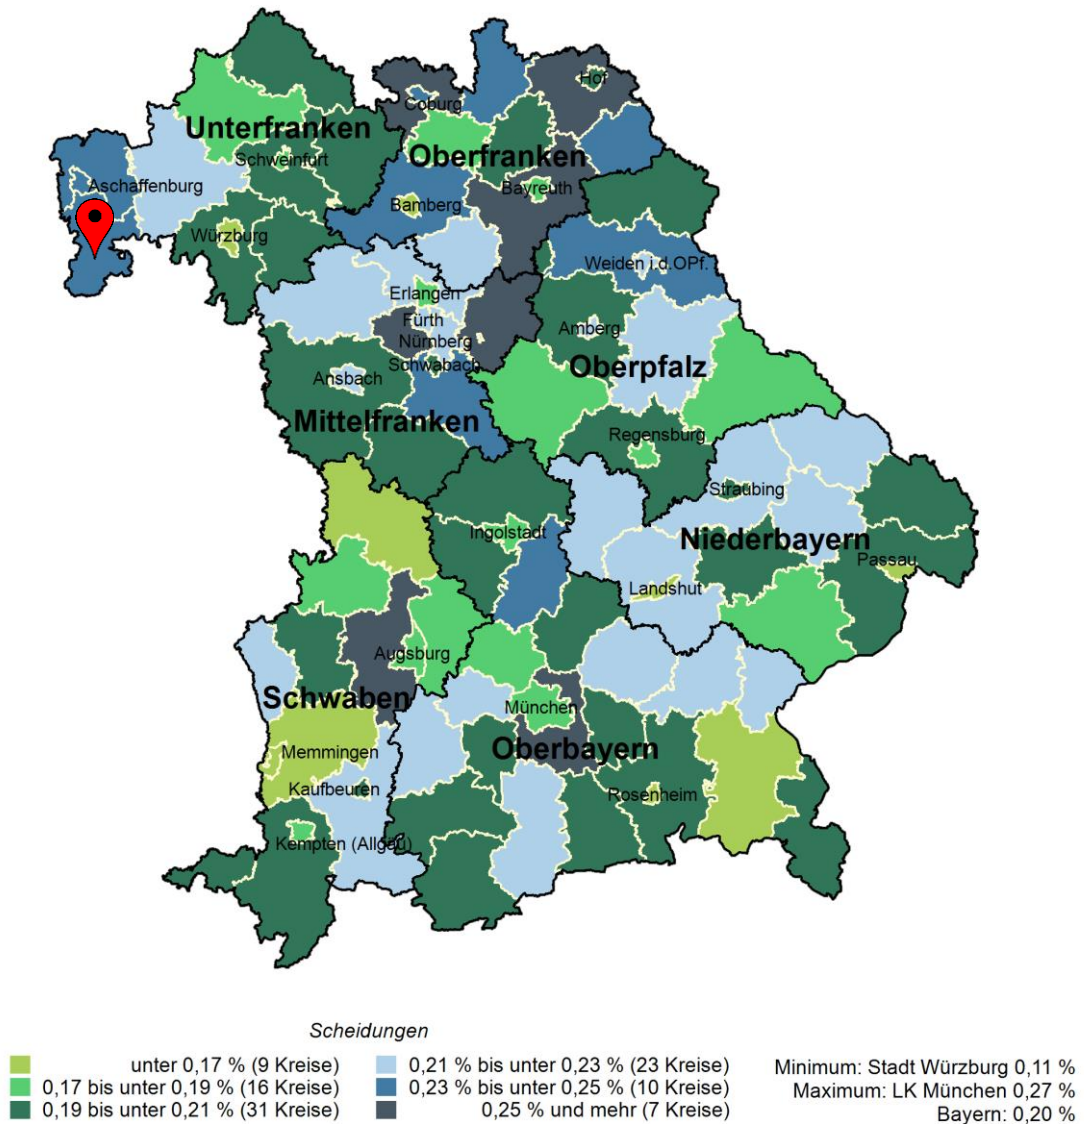 Hof
Coburg
Unterfranken
Oberfranken
Schweinfurt
Aschaffenburg
Bayreuth
Bamberg
Würzburg
Weiden i.d.OPf.
Erlangen
Fürth
Amberg
Nürnberg
Schwabach
Oberpfalz
Ansbach
Mittelfranken
Regensburg
Straubing
Ingolstadt
Niederbayern
Passau
Landshut
Augsburg
Schwaben
München
Oberbayern
Memmingen
Kaufbeuren
Rosenheim
Kempten (Allgäu)
Scheidungen
unter 0,17 % (9 Kreise)
0,17 bis unter 0,19 % (16 Kreise)
0,19 bis unter 0,21 % (31 Kreise)
0,21 % bis unter 0,23 % (23 Kreise)
0,23 % bis unter 0,25 % (10 Kreise)
0,25 % und mehr (7 Kreise)
Minimum: Stadt Würzburg 0,11 %
Maximum: LK München 0,27 %
Bayern: 0,20 %